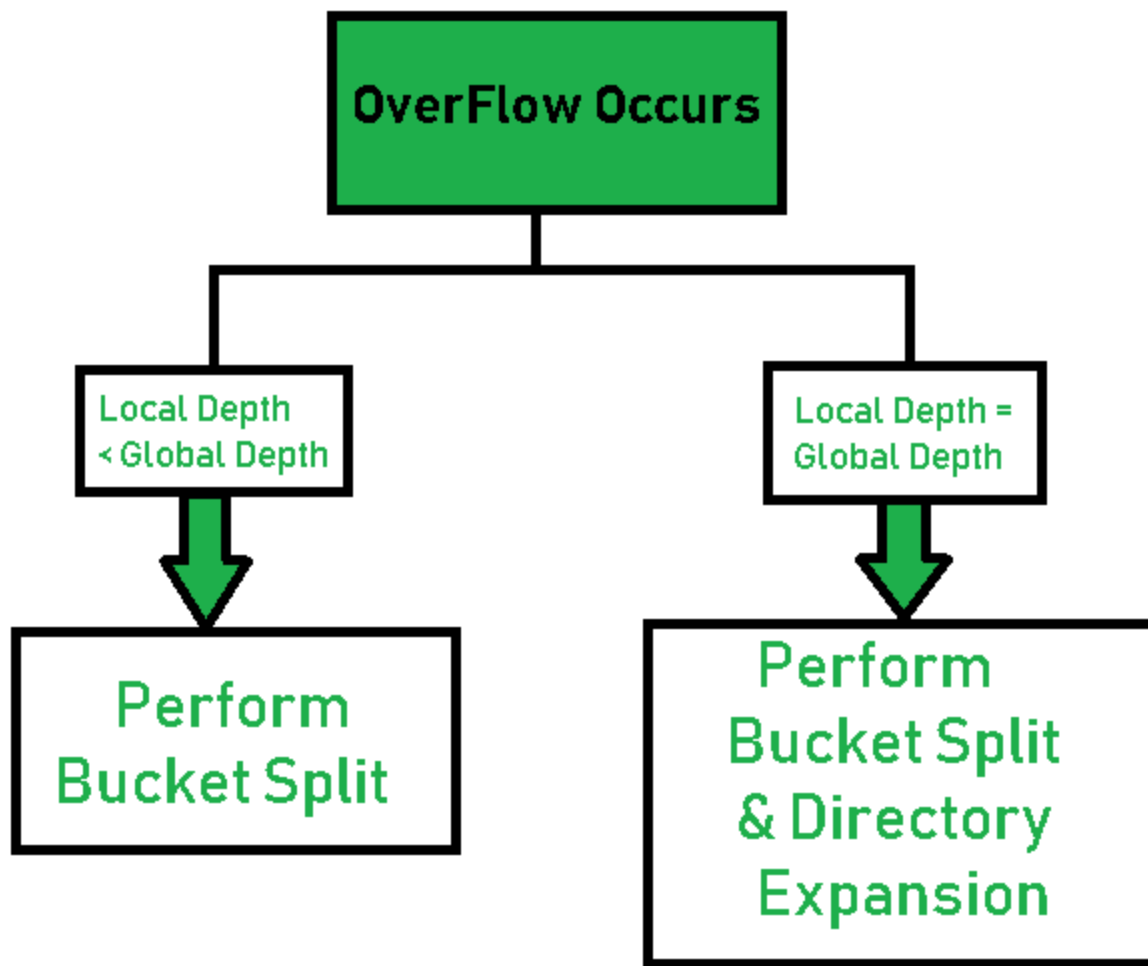 OverFlow Occurs
Local Depth
< Global Depth
Local Depth =
Global Depth
Perform
Bucket Split
Perform
Bucket Split
& Directory
Expansion